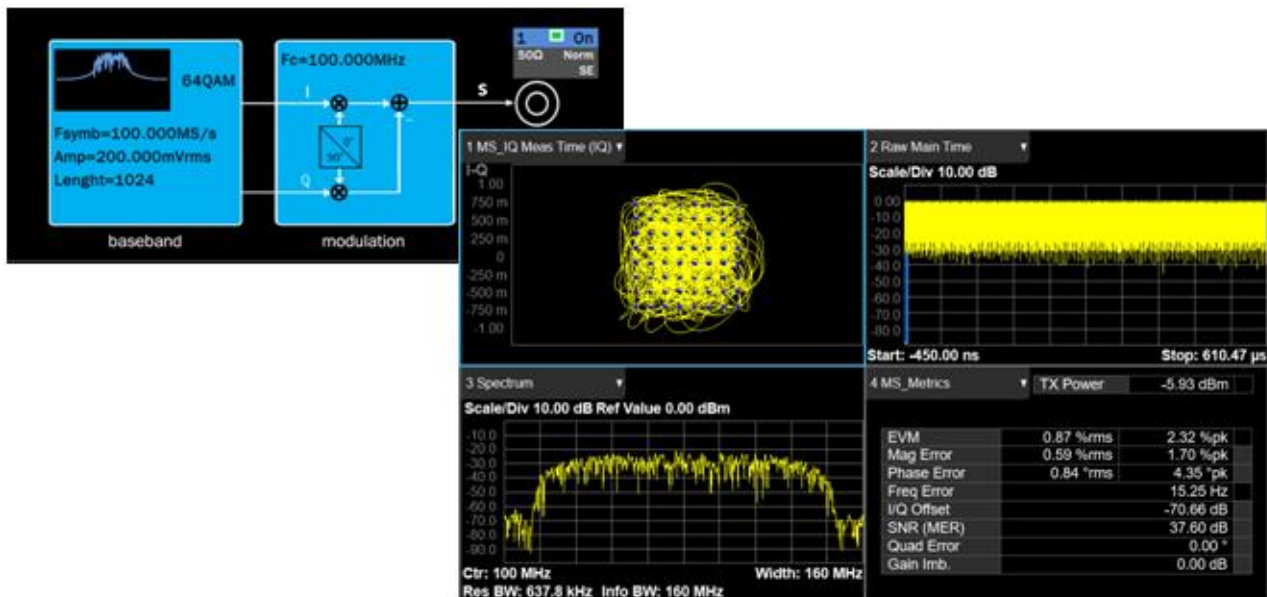 1 On
50Ω Norm
SE
64QAM
Fsymb=100.000MS/s
Amp=200.000mVrms
Lenght=1024
baseband
Fc=100.000MHz
I
0°
90°
Q
modulation
S
1 MS_IQ Meas Time (IQ)
I-Q
1.00
750 m
500 m
250 m
0
-250 m
-500 m
-750 m
-1.00
2 Raw Main Time
Scale/Div 10.00 dB
0.00
-10.0
-20.0
-30.0
-40.0
-50.0
-60.0
-70.0
-80.0
Start: -450.00 ns Stop: 610.47 µs
3 Spectrum
Scale/Div 10.00 dB Ref Value 0.00 dBm
-10.0
-20.0
-30.0
-40.0
-50.0
-60.0
-70.0
-80.0
-90.0
Ctr: 100 MHz Width: 160 MHz
Res BW: 637.8 kHz Info BW: 160 MHz
4 MS_Metrics TX Power -5.93 dBm
EVM 0.87 %rms 2.32 %pk
Mag Error 0.59 %rms 1.70 %pk
Phase Error 0.84 °rms 4.35 °pk
Freq Error 15.25 Hz
I/Q Offset -70.66 dB
SNR (MER) 37.60 dB
Quad Error 0.00 °
Gain Imb. 0.00 dB